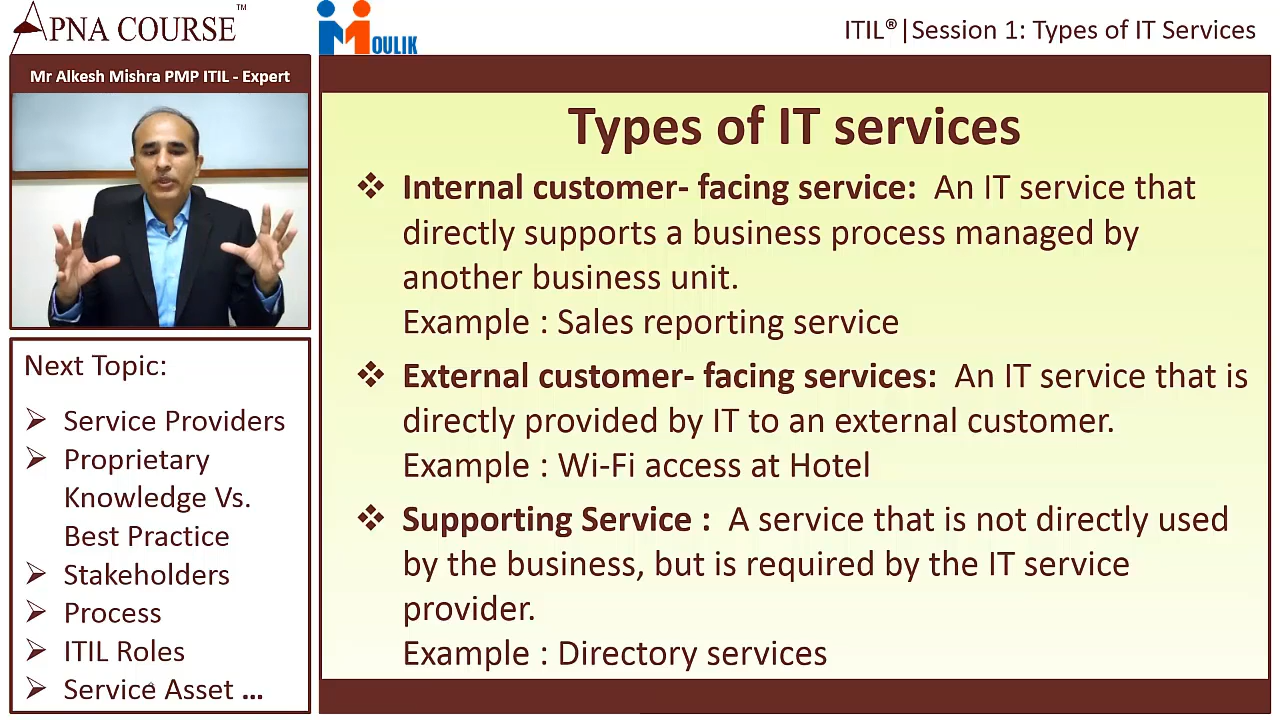 APNA COURSE™
MOULIK
ITIL®|Session 1: Types of IT Services
Mr Alkesh Mishra PMP ITIL - Expert
Types of IT services
❖ Internal customer- facing service: An IT service that
directly supports a business process managed by
another business unit.
Example : Sales reporting service
❖ External customer- facing services: An IT service that is
directly provided by IT to an external customer.
Example : Wi-Fi access at Hotel
❖ Supporting Service : A service that is not directly used
by the business, but is required by the IT service
provider.
Example : Directory services
Next Topic:
➢ Service Providers
➢ Proprietary
Knowledge Vs.
Best Practice
➢ Stakeholders
➢ Process
➢ ITIL Roles
➢ Service Asset ...